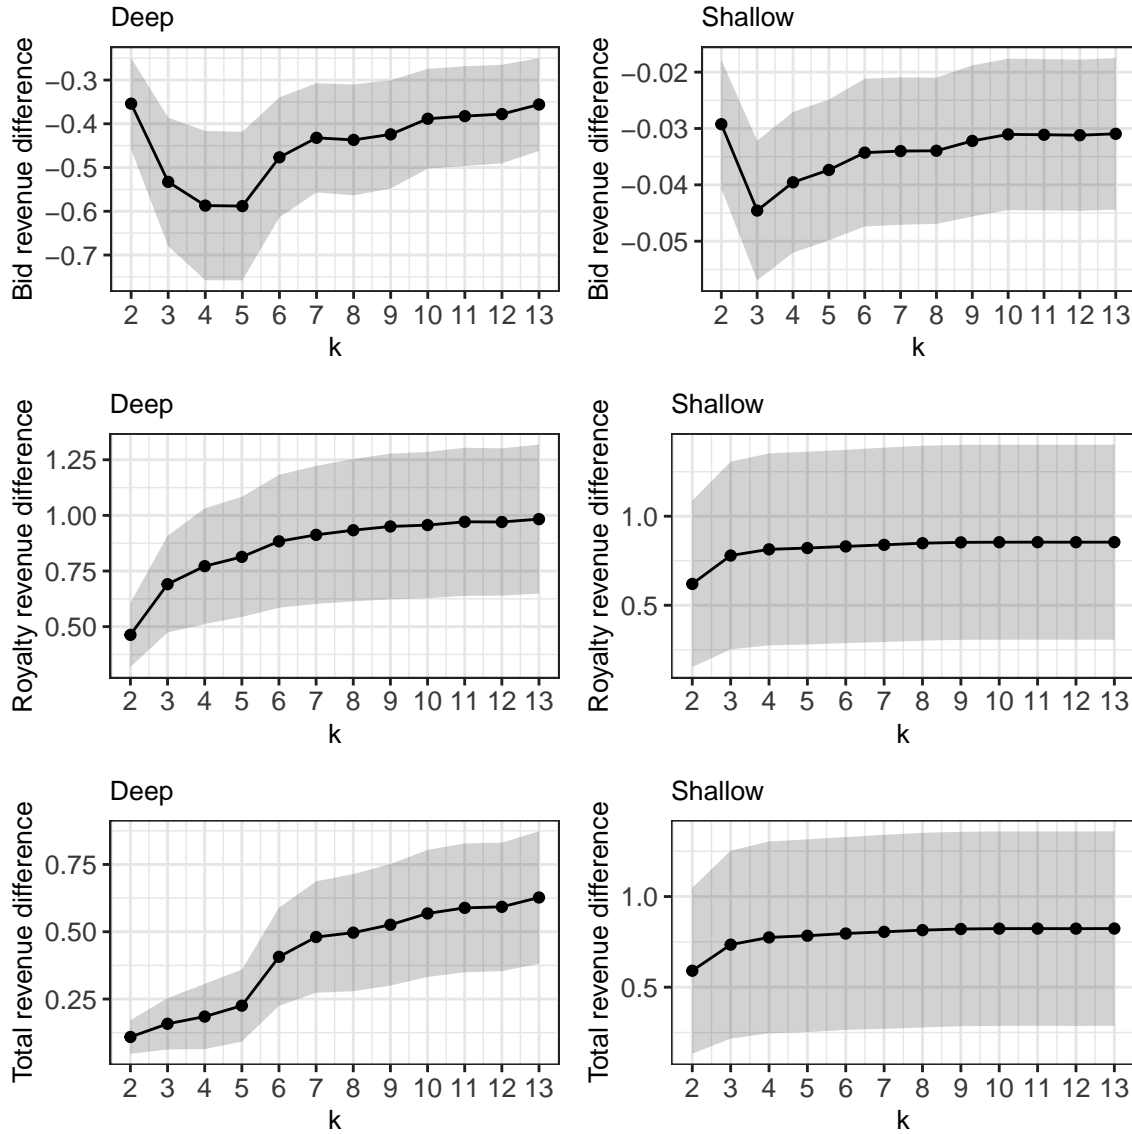 Deep
Bid revenue difference
−0.3
−0.4
−0.5
−0.6
−0.7
2 3 4 5 6 7 8 9 10 11 12 13
k
Shallow
Bid revenue difference
−0.02
−0.03
−0.04
−0.05
2 3 4 5 6 7 8 9 10 11 12 13
k
Deep
Royalty revenue difference
1.25
1.00
0.75
0.50
2 3 4 5 6 7 8 9 10 11 12 13
k
Shallow
Royalty revenue difference
1.0
0.5
2 3 4 5 6 7 8 9 10 11 12 13
k
Deep
Total revenue difference
0.75
0.50
0.25
2 3 4 5 6 7 8 9 10 11 12 13
k
Shallow
Total revenue difference
1.0
0.5
2 3 4 5 6 7 8 9 10 11 12 13
k